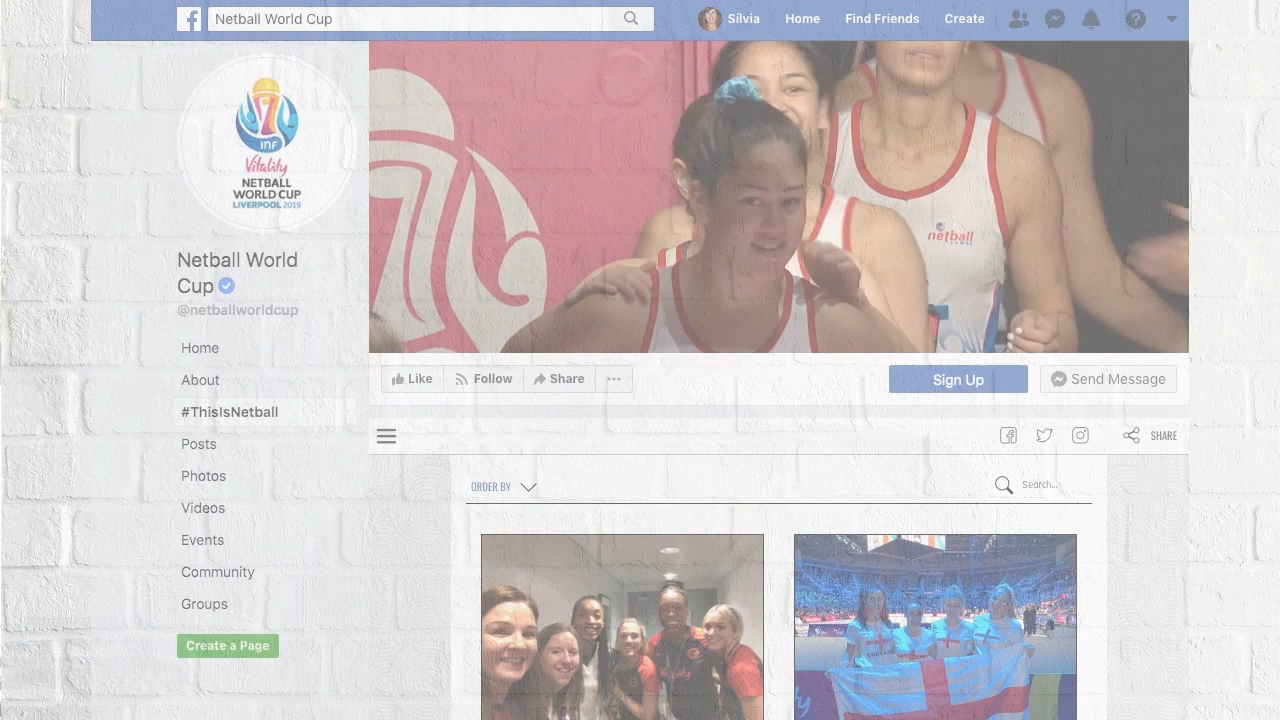 Netball World Cup
Sílvia
Home
Find Friends
Create
INF
Vitality
NETBALL
WORLD CUP
LIVERPOOL 2019
Netball World
Cup
@netballworldcup
Home
About
#ThisIsNetball
Posts
Photos
Videos
Events
Community
Groups
Create a Page
netball
Like
Follow
Share
Sign Up
Send Message
SHARE
ORDER BY
Search...